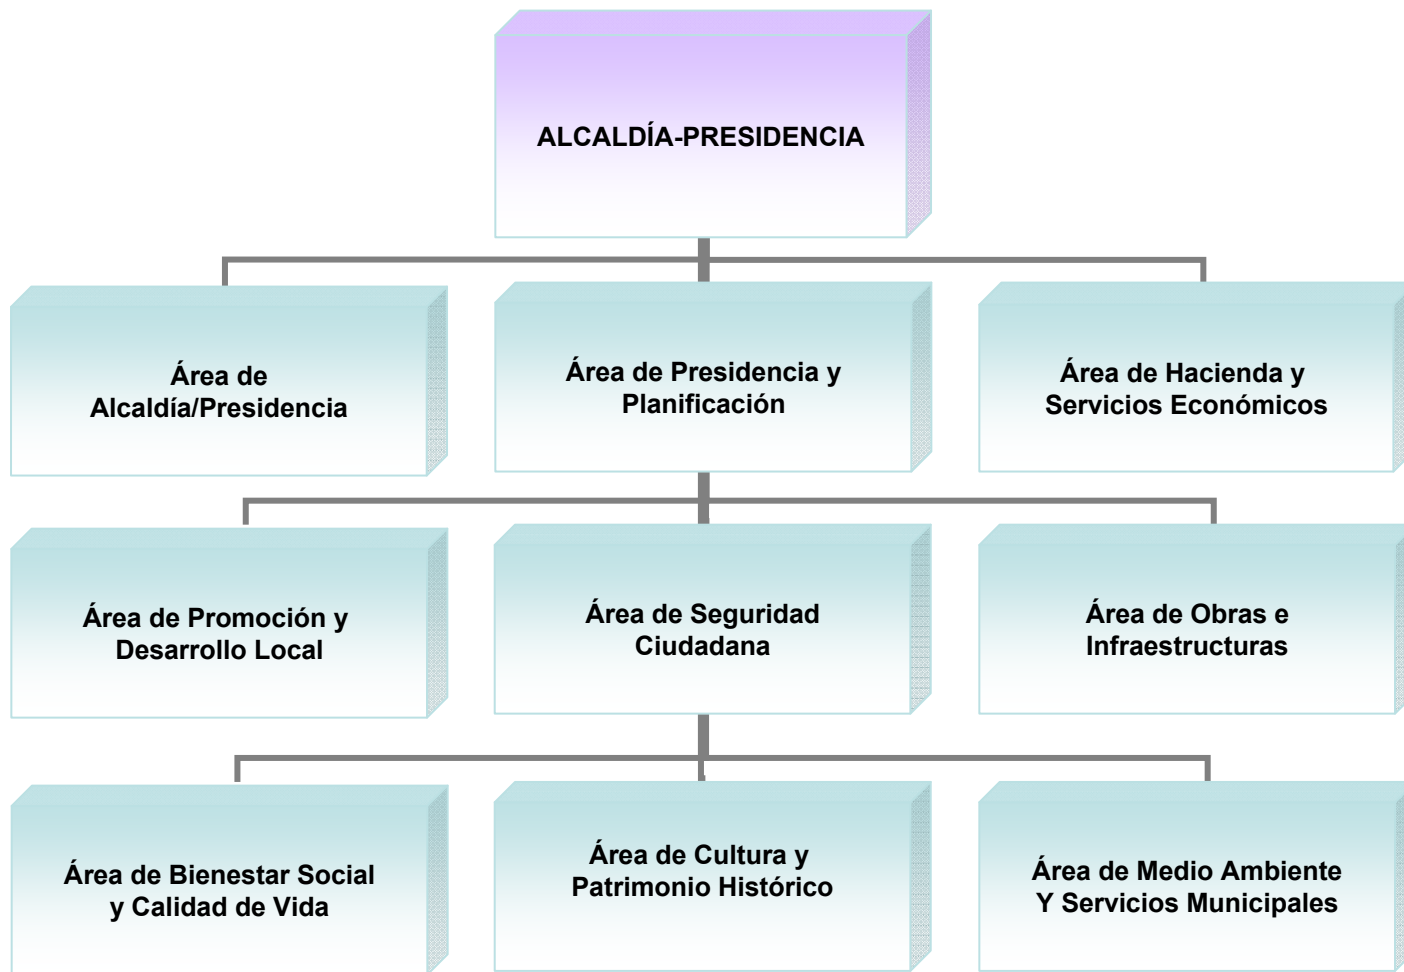 ALCALDÍA-PRESIDENCIA
Área de
Alcaldía/Presidencia
Área de Presidencia y
Planificación
Área de Hacienda y
Servicios Económicos
Área de Promoción y
Desarrollo Local
Área de Seguridad
Ciudadana
Área de Obras e
Infraestructuras
Área de Bienestar Social
y Calidad de Vida
Área de Cultura y
Patrimonio Histórico
Área de Medio Ambiente
Y Servicios Municipales